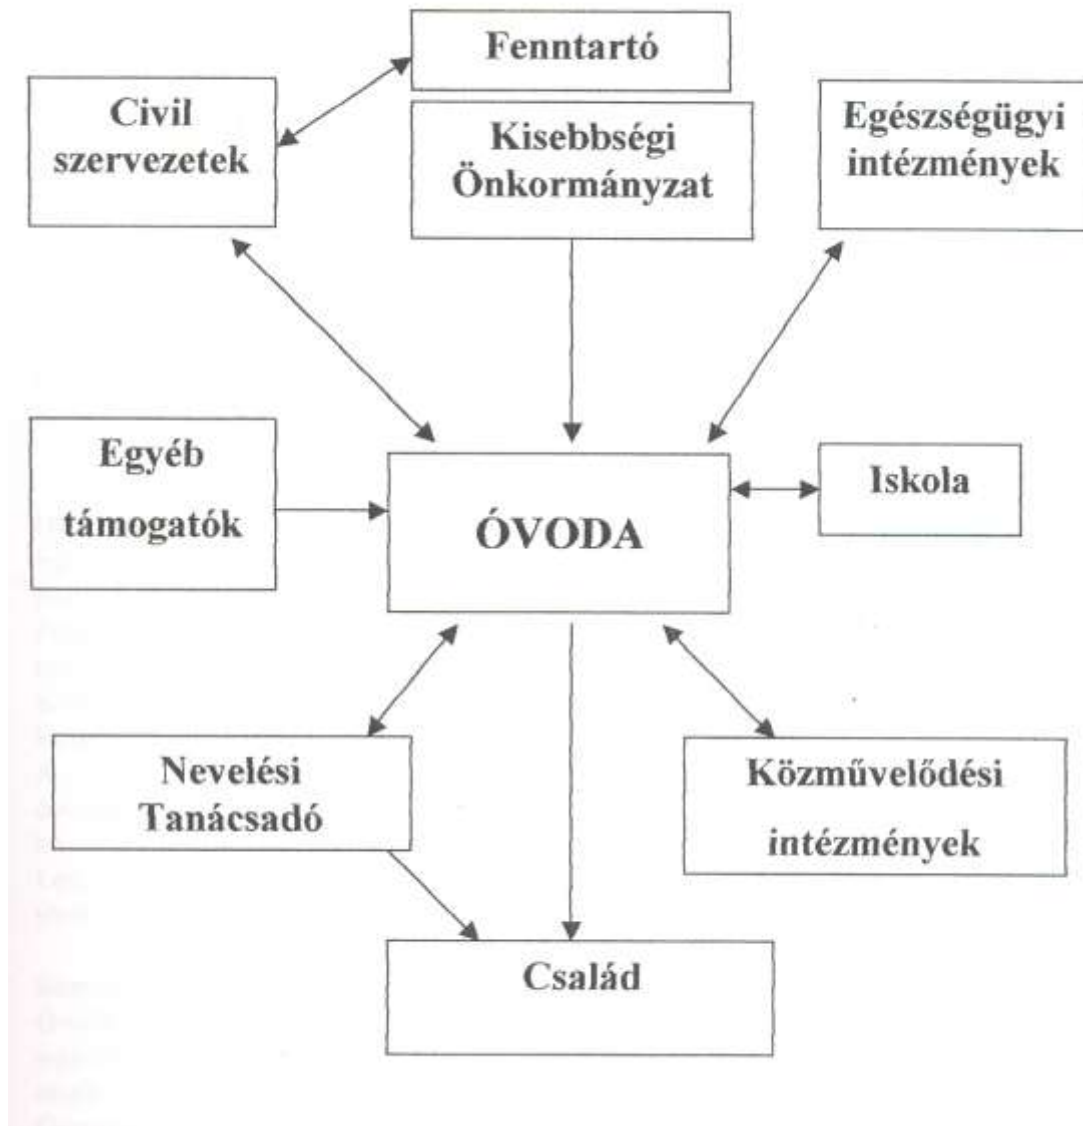 Fenntartó
Civil
szervezetek
Kisebbségi
Önkormányzat
Egészségügyi
intézmények
Egyéb
támogatók
ÓVODA
Iskola
Nevelési
Tanácsadó
Közművelődési
intézmények
Család